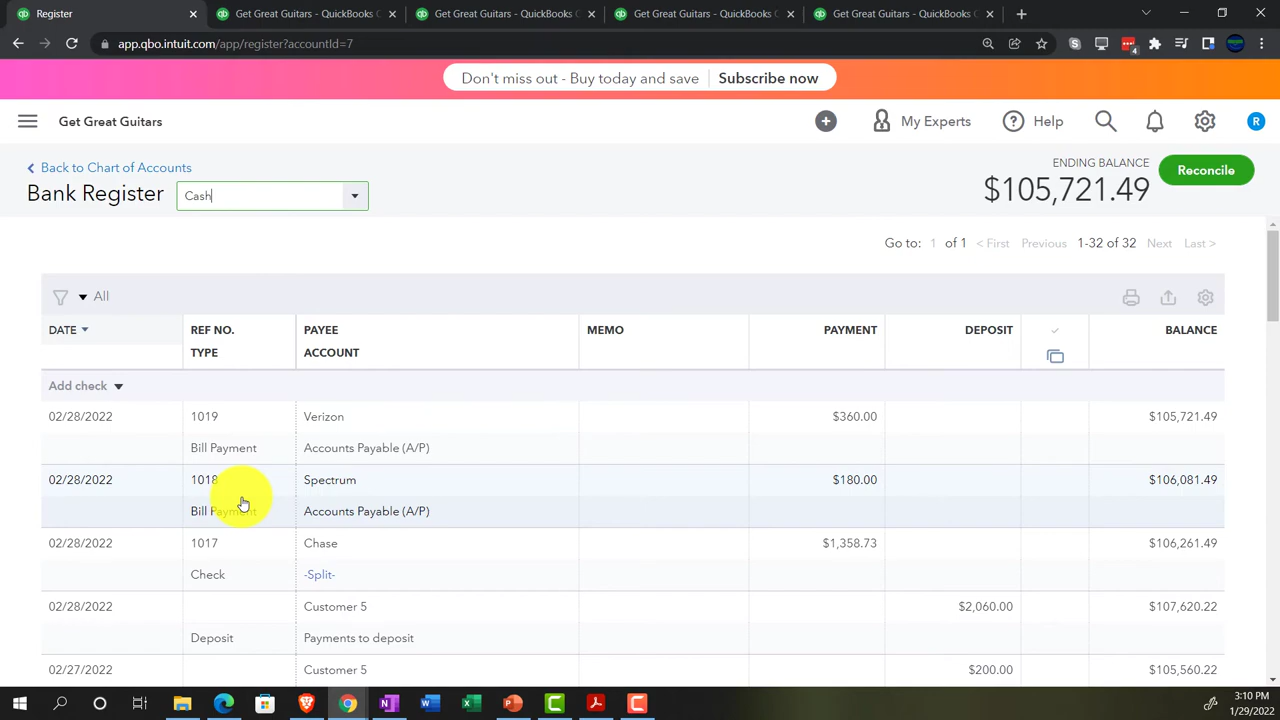 Register
Get Great Guitars - QuickBooks O
Get Great Guitars - QuickBooks O
Get Great Guitars - QuickBooks O
Get Great Guitars - QuickBooks O
app.qbo.intuit.com/app/register?accountId=7
4
Don't miss out - Buy today and save Subscribe now
Get Great Guitars My Experts Help R
Back to Chart of Accounts
Bank Register Cash
ENDING BALANCE
$105,721.49 Reconcile
Go to: 1 of 1 < First Previous 1-32 of 32 Next Last >
All
DATE REF NO. PAYEE MEMO PAYMENT DEPOSIT BALANCE
TYPE ACCOUNT
Add check
02/28/2022 1019 Verizon $360.00 $105,721.49
Bill Payment Accounts Payable (A/P)
02/28/2022 1018 Spectrum $180.00 $106,081.49
Bill Payment Accounts Payable (A/P)
02/28/2022 1017 Chase $1,358.73 $106,261.49
Check -Split-
02/28/2022 Customer 5 $2,060.00 $107,620.22
Deposit Payments to deposit
02/27/2022 Customer 5 $200.00 $105,560.22
3:10 PM
1/29/2022